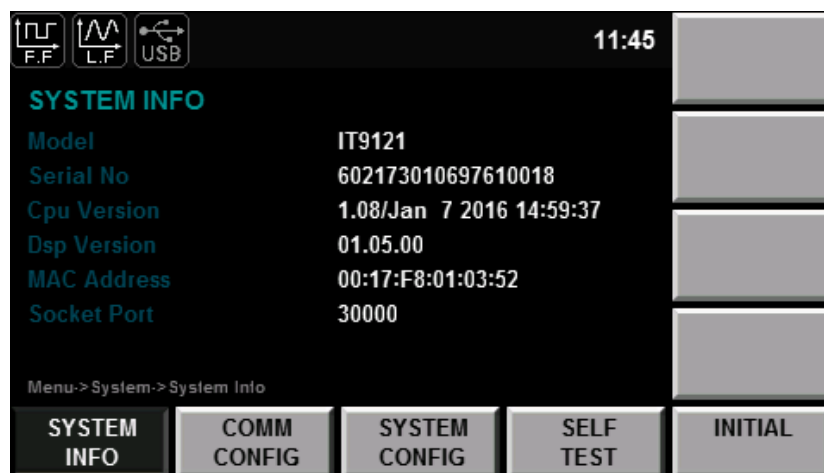 F.F L.F USB 11:45
SYSTEM INFO
Model IT9121
Serial No 602173010697610018
Cpu Version 1.08/Jan 7 2016 14:59:37
Dsp Version 01.05.00
MAC Address 00:17:F8:01:03:52
Socket Port 30000
Menu->System->System Info
SYSTEM INFO
COMM CONFIG
SYSTEM CONFIG
SELF TEST
INITIAL